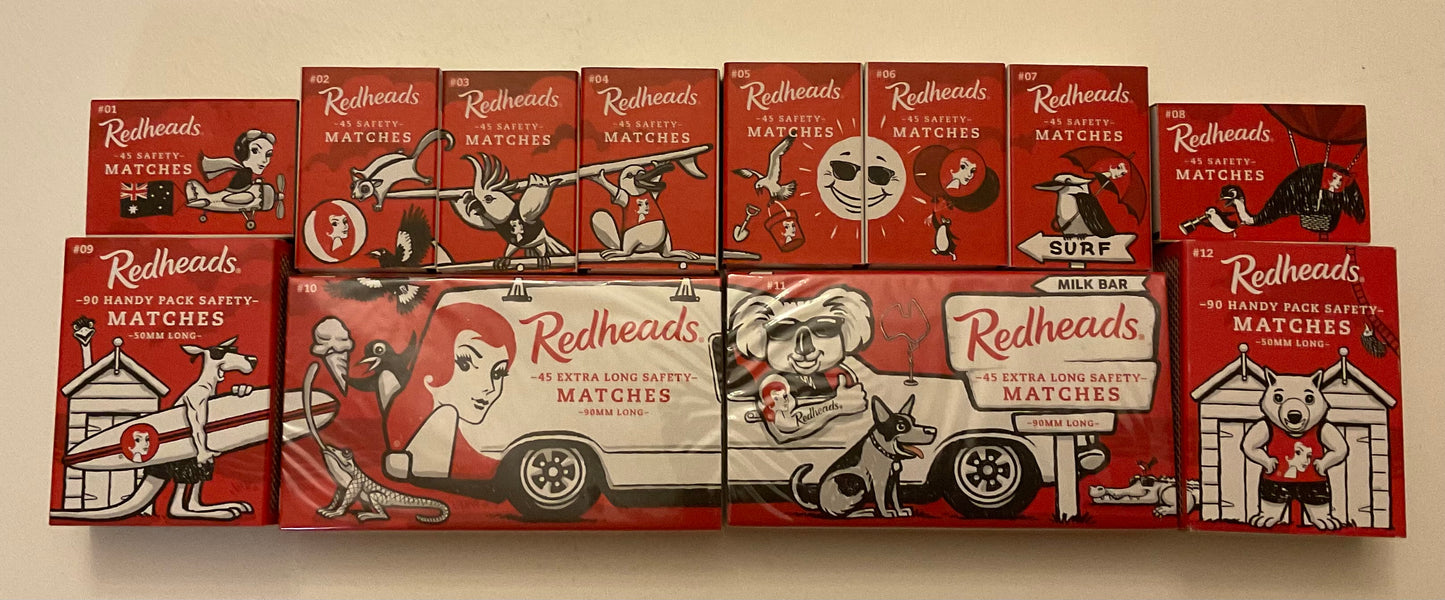 #01
Redheads®
-45 SAFETY-
MATCHES
#02
Redheads®
-45 SAFETY-
MATCHES
#03
Redheads®
-45 SAFETY-
MATCHES
#04
Redheads®
-45 SAFETY-
MATCHES
#05
Redheads®
-45 SAFETY-
MATCHES
#06
Redheads®
-45 SAFETY-
MATCHES
#07
Redheads®
-45 SAFETY-
MATCHES
SURF
#08
Redheads®
-45 SAFETY-
MATCHES
#09
Redheads®
-90 HANDY PACK SAFETY-
MATCHES
-50MM LONG-
#10
Redheads®
-45 EXTRA LONG SAFETY-
MATCHES
-90MM LONG-
#11
Redheads®
MILK BAR
Redheads®
-45 EXTRA LONG SAFETY-
MATCHES
-90MM LONG-
#12
Redheads®
-90 HANDY PACK SAFETY-
MATCHES
-50MM LONG-